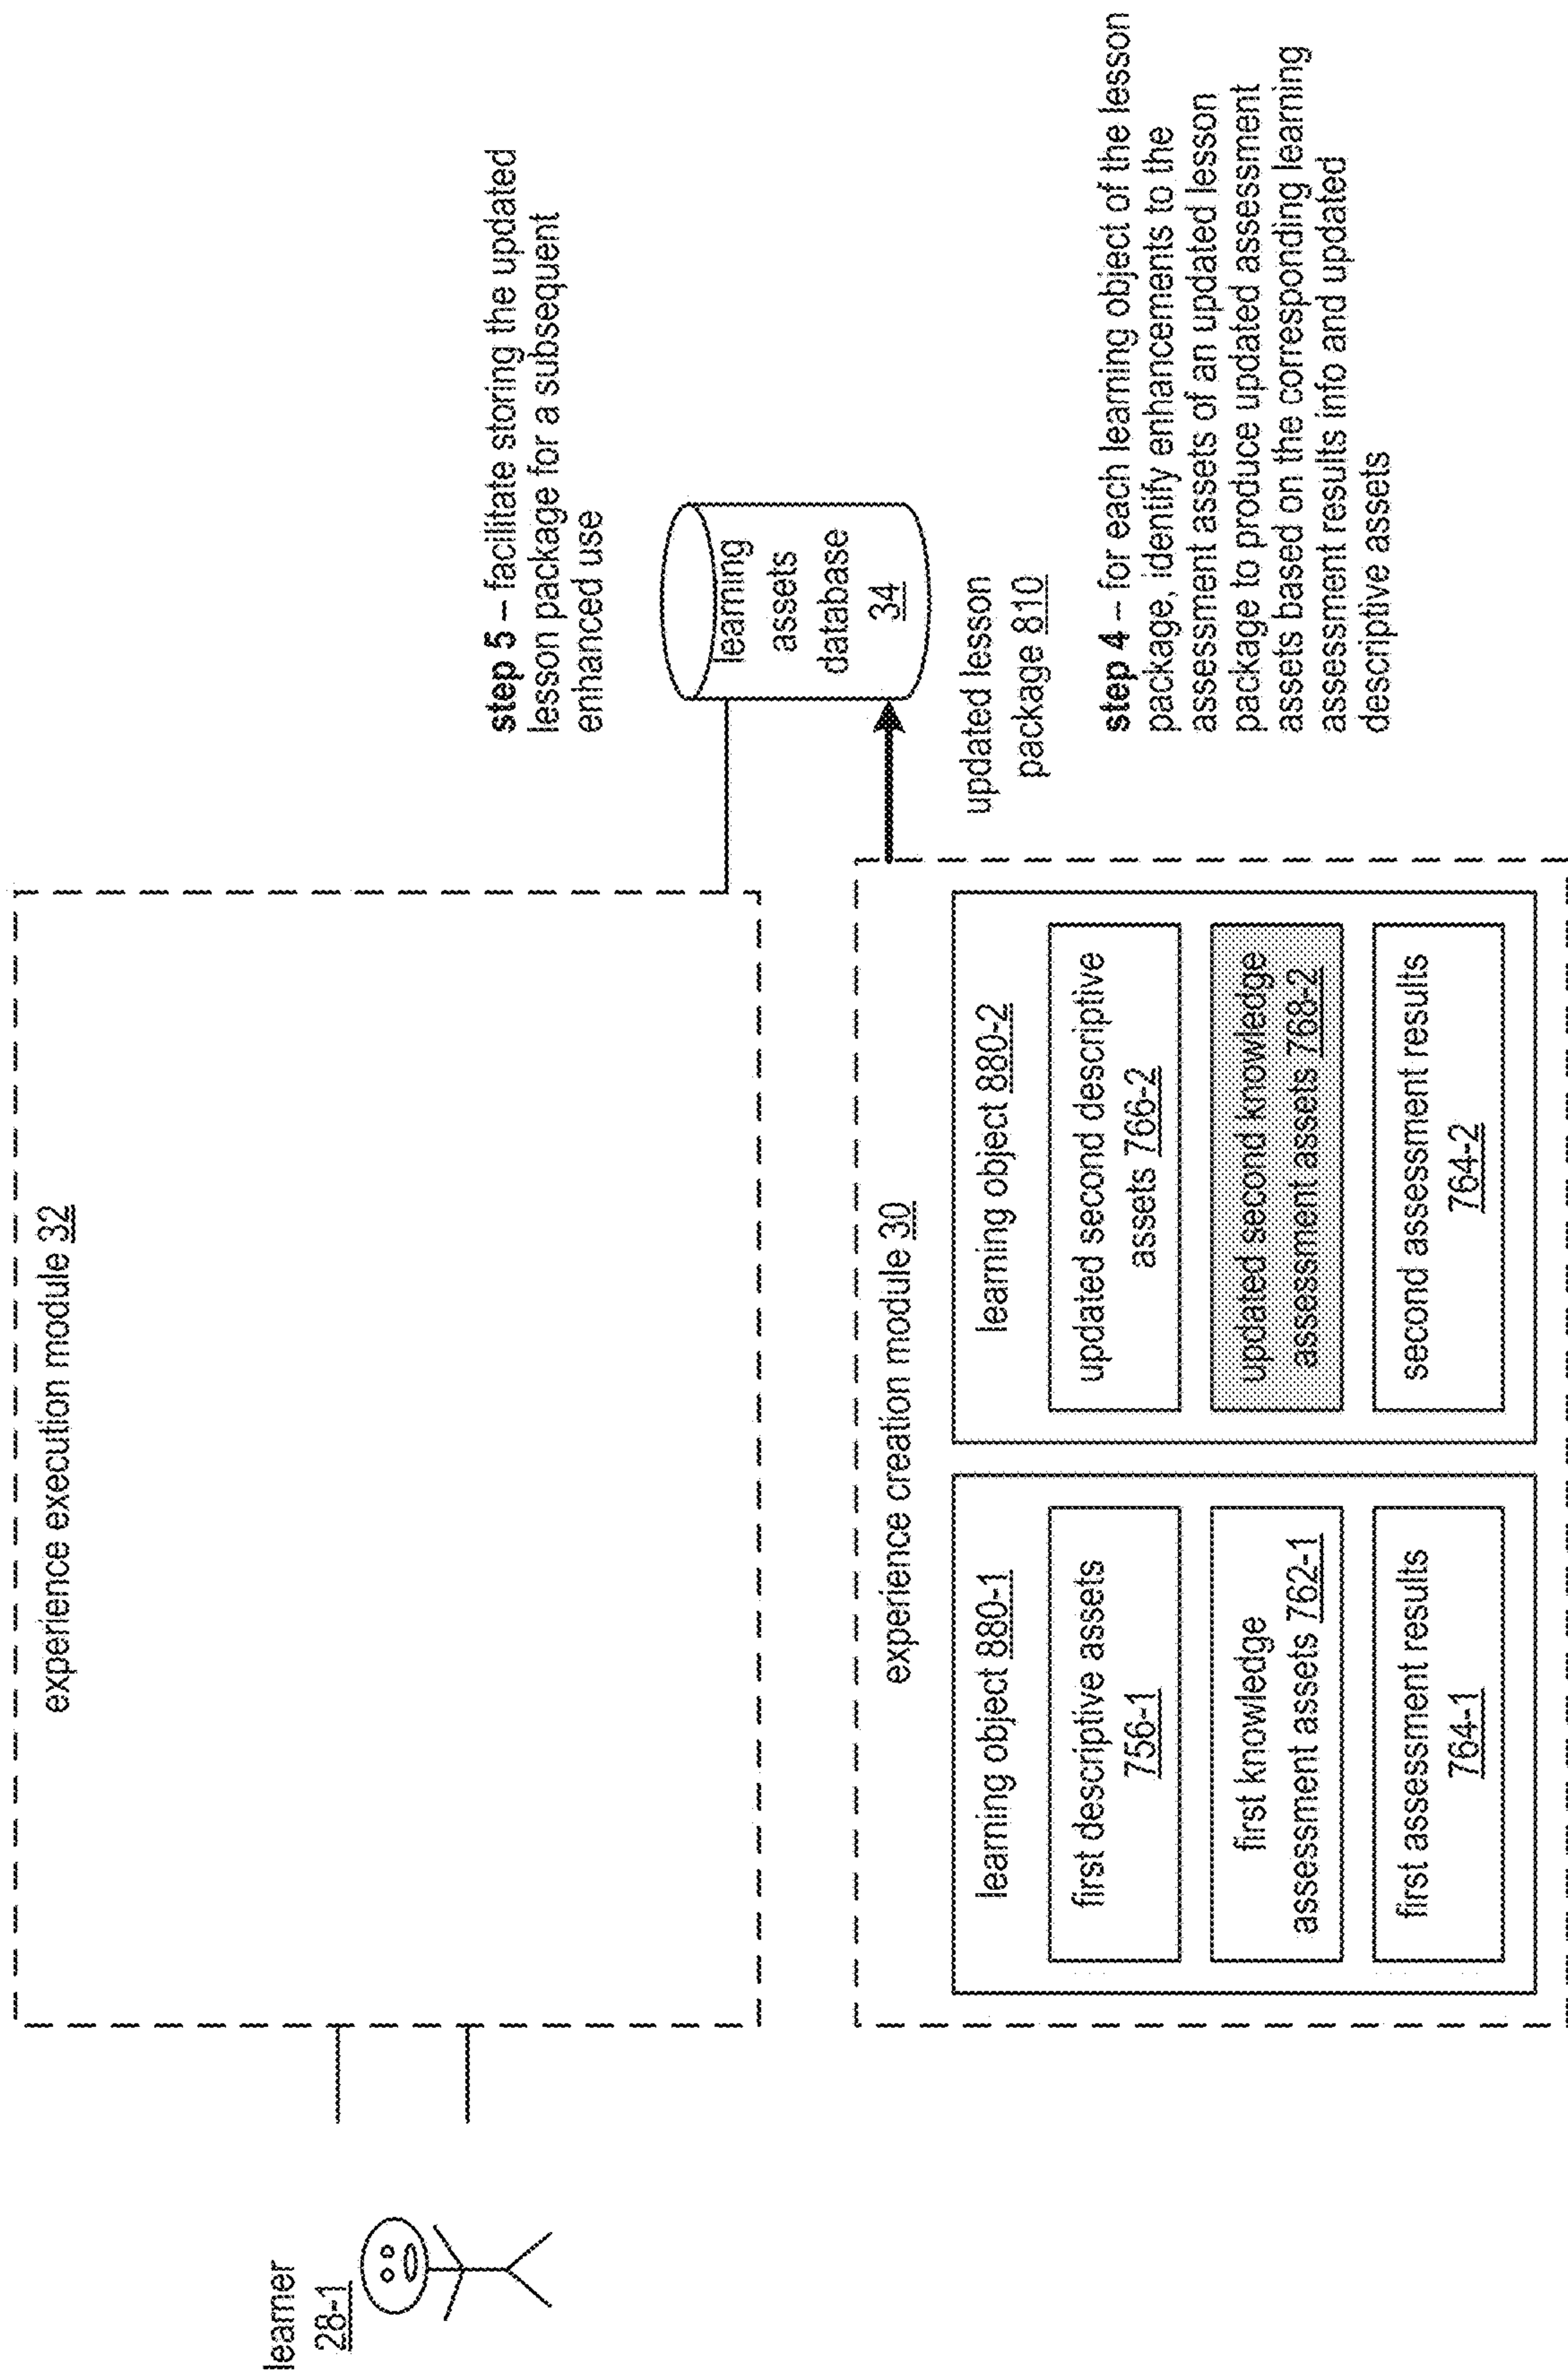 learner
28-1
experience execution module 32
step 5 – facilitate storing the updated
lesson package for a subsequent
enhanced use
learning
assets
database
34
updated lesson
package 810
experience creation module 30
learning object 880-1
first descriptive assets
756-1
first knowledge
assessment assets 762-1
first assessment results
764-1
learning object 880-2
updated second descriptive
assets 766-2
updated second knowledge
assessment assets 768-2
second assessment results
764-2
step 4 – for each learning object of the lesson
package, identify enhancements to the
assessment assets of an updated lesson
package to produce updated assessment
assets based on the corresponding learning
assessment results info and updated
descriptive assets